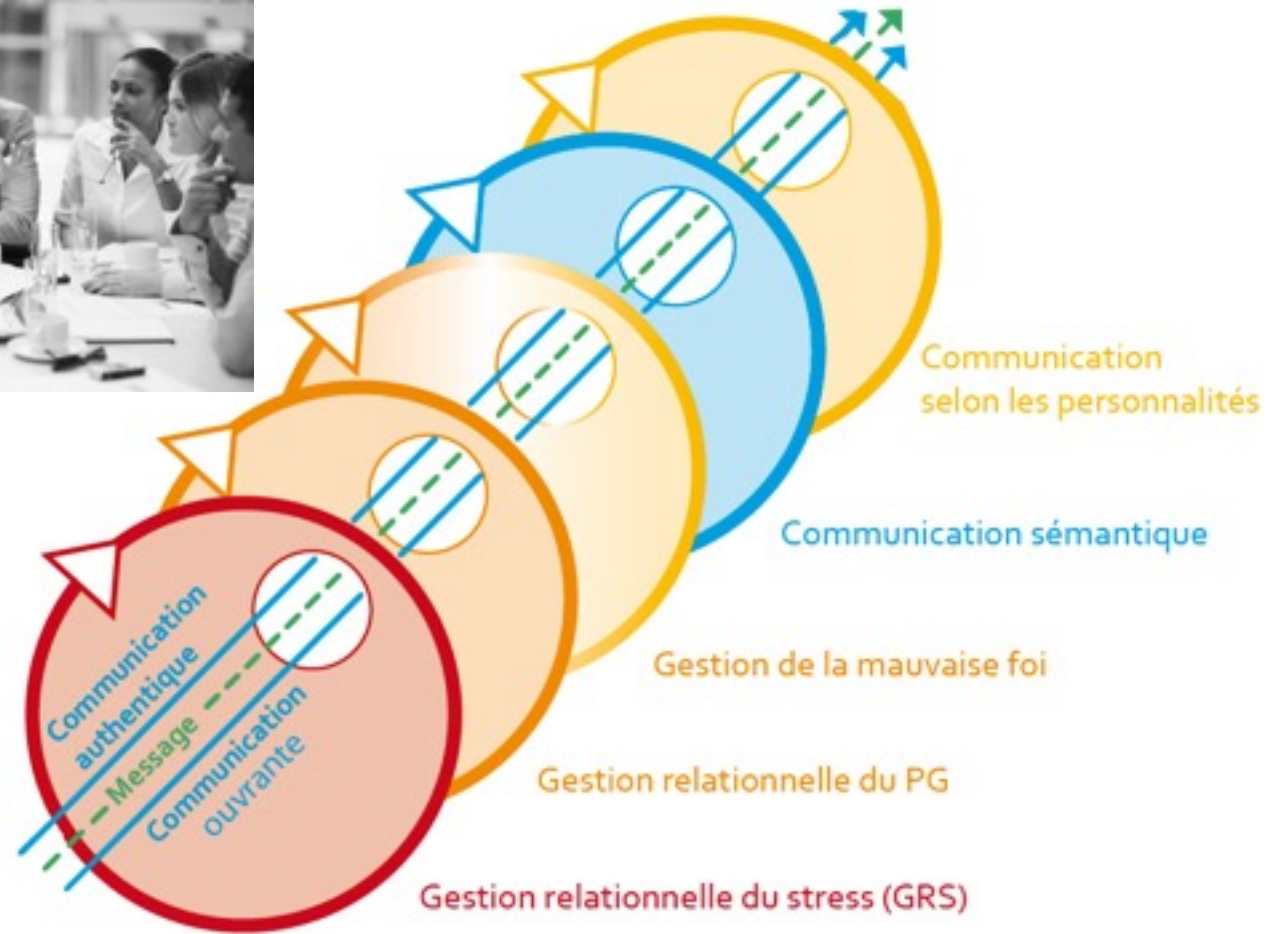 Communication
selon les personnalités
Communication sémantique
Gestion de la mauvaise foi
Gestion relationnelle du PG
Gestion relationnelle du stress (GRS)
Communication
authentique
Message
Communication
ouvrante